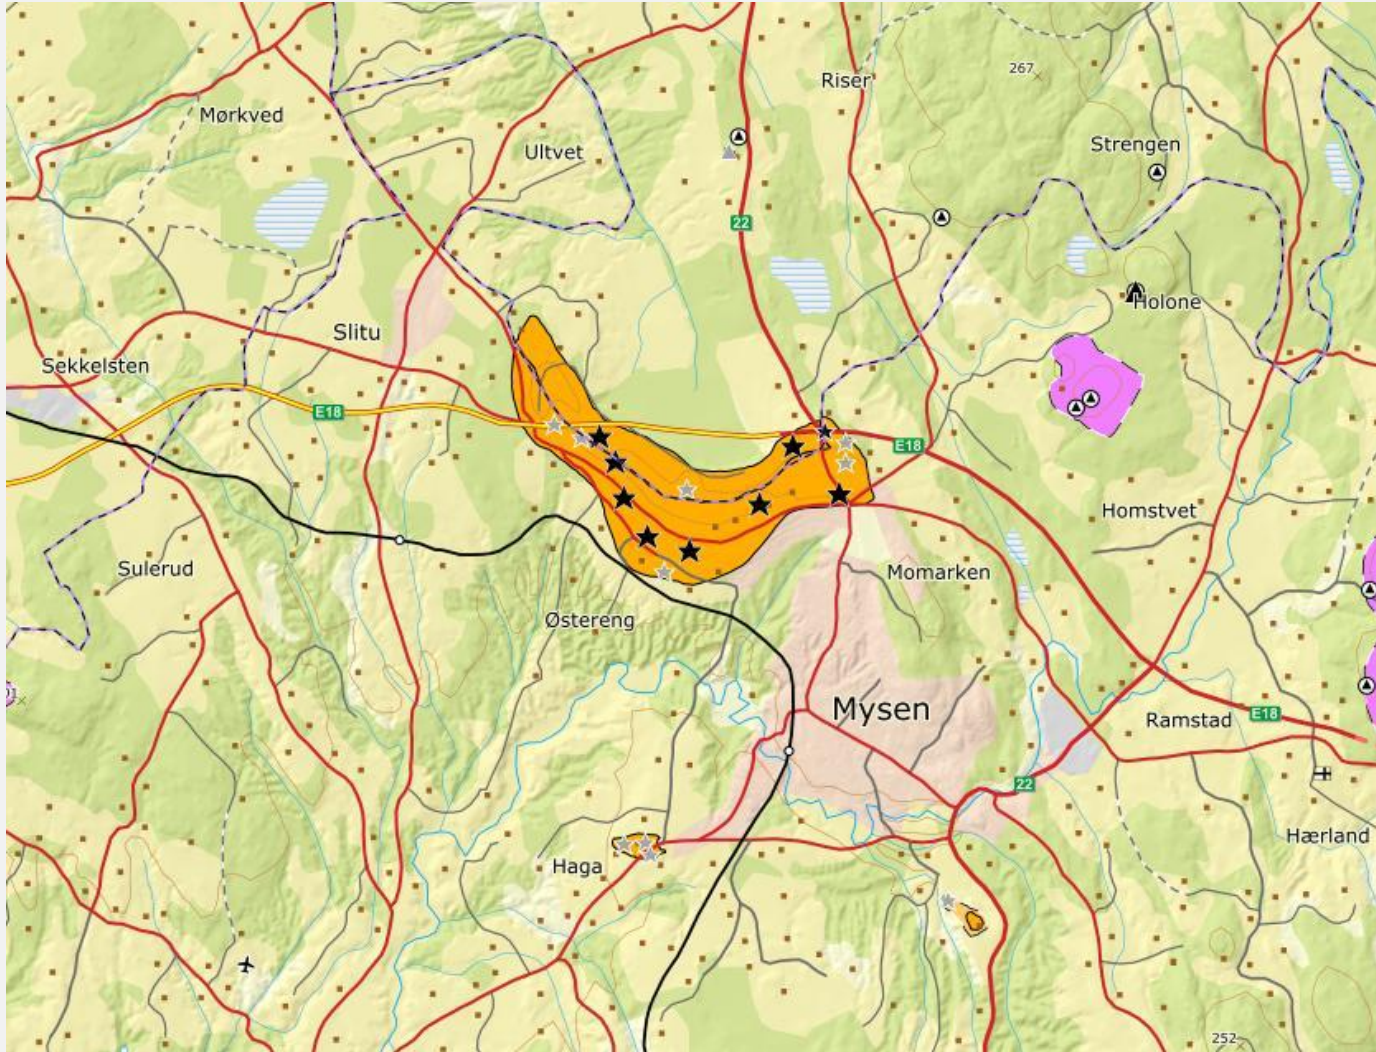 267
Riser
Mørkved
Strengen
Ultvet
22
Holone
Slitu
Sekkelsten
E18
E18
Homstvet
Sulerud
Momarken
Østereng
Mysen
Ramstad
E18
22
Hærland
Haga
252